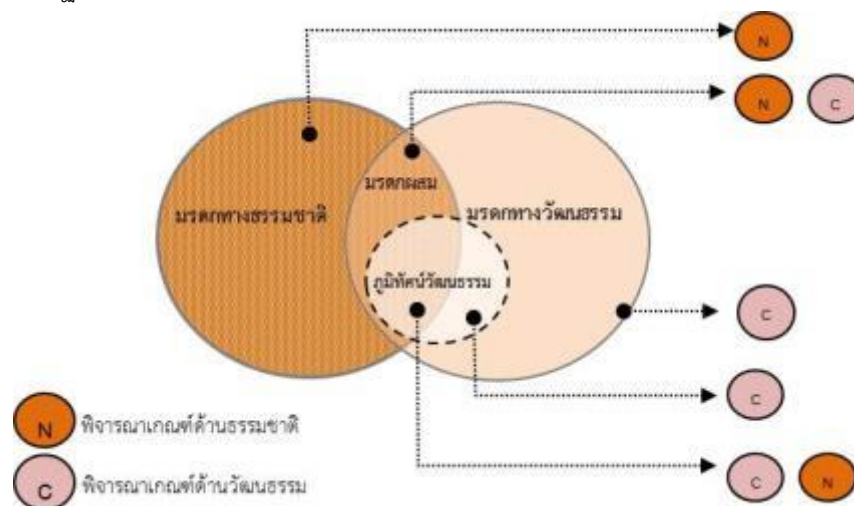 N
N C
มรดกผสม
มรดกทางธรรมชาติ มรดกทางวัฒนธรรม
ภูมิทัศน์วัฒนธรรม
C
C
N พิจารณาเกณฑ์ด้านธรรมชาติ
C พิจารณาเกณฑ์ด้านวัฒนธรรม
C N